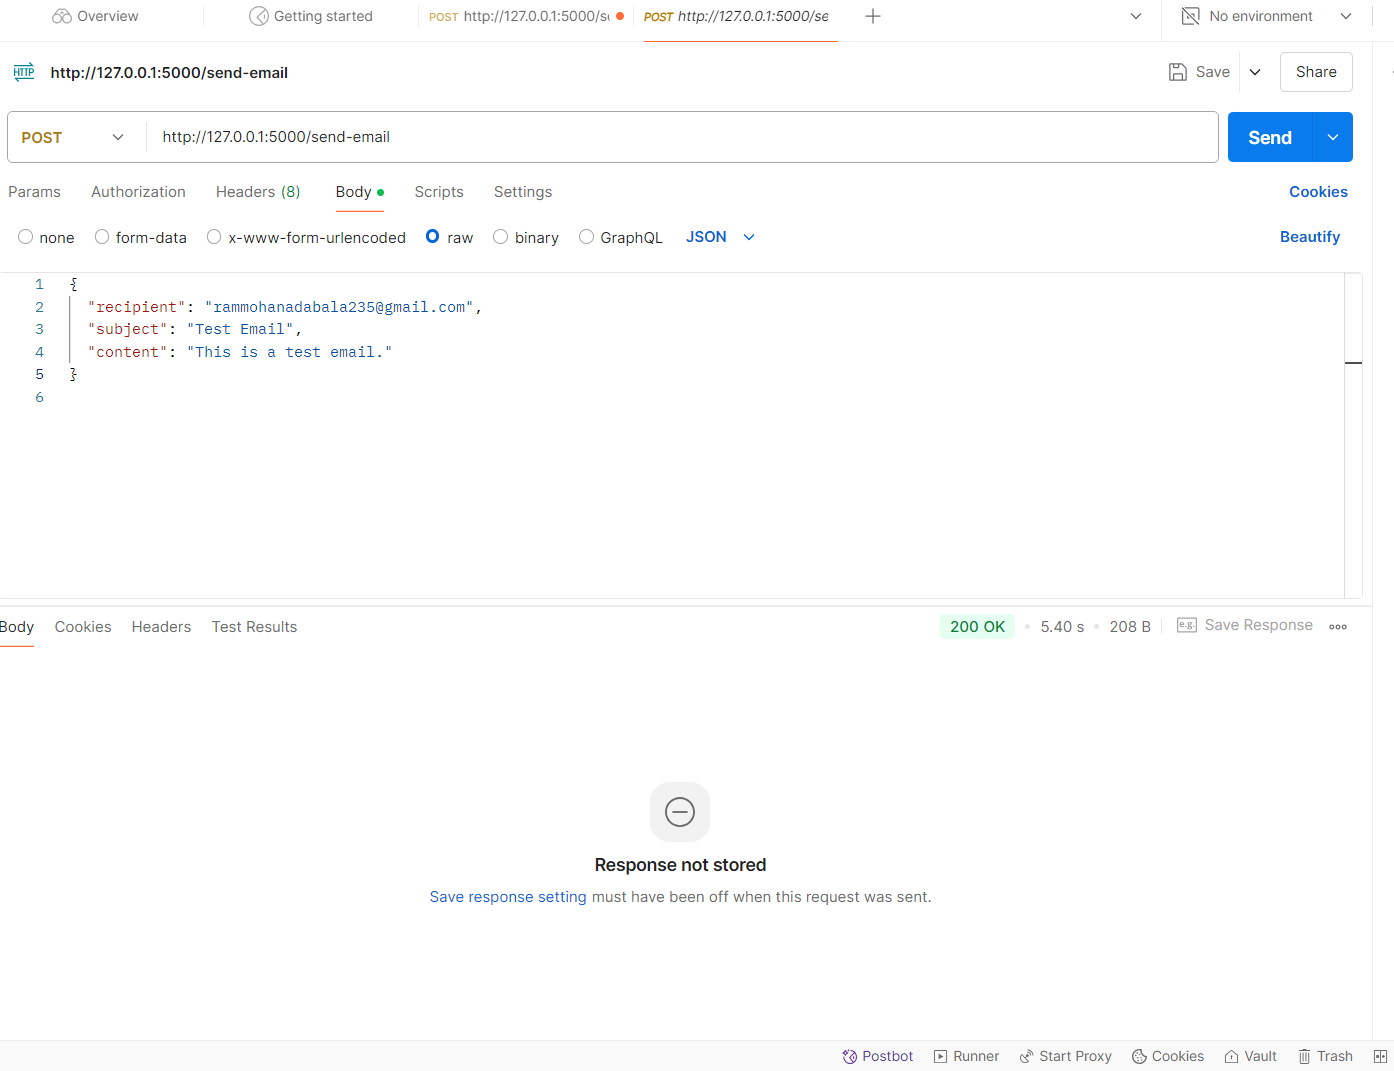 Overview
Getting started
POST http://127.0.0.1:5000/s
POST http://127.0.0.1:5000/se
No environment
HTTP http://127.0.0.1:5000/send-email
Save
Share
POST
http://127.0.0.1:5000/send-email
Send
Params Authorization Headers (8) Body Scripts Settings Cookies
none form-data x-www-form-urlencoded raw binary GraphQL JSON Beautify
1 {
2 "recipient": "rammohanadabala235@gmail.com",
3 "subject": "Test Email",
4 "content": "This is a test email."
5 }
6
Body Cookies Headers Test Results 200 OK 5.40 s 208 B e.g. Save Response
Response not stored
Save response setting must have been off when this request was sent.
Postbot Runner Start Proxy Cookies Vault Trash